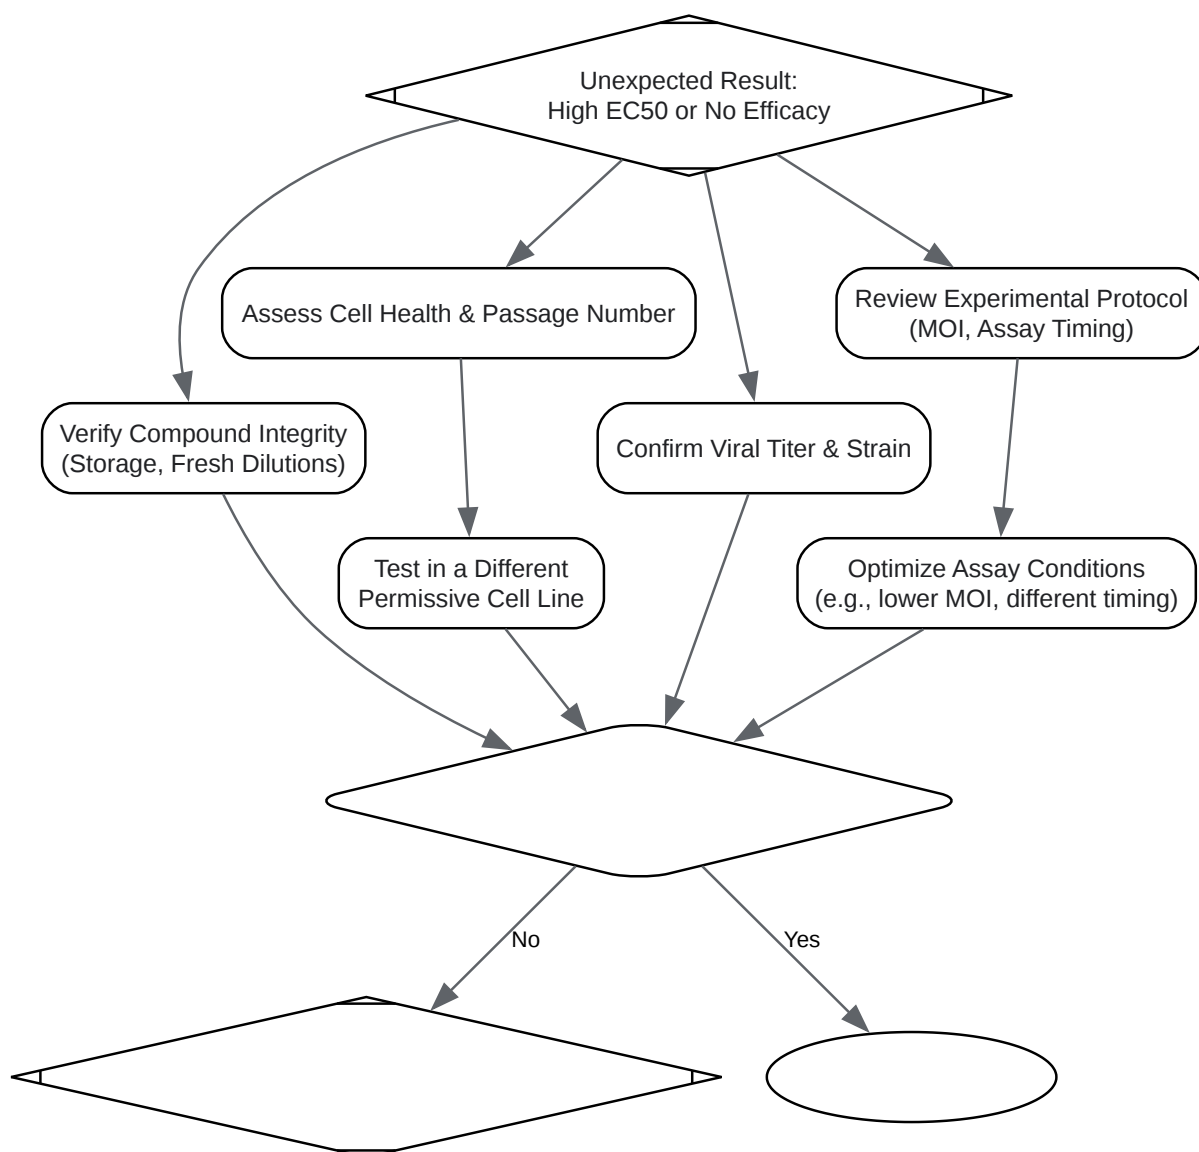 Unexpected Result:
High EC50 or No Efficacy
Assess Cell Health & Passage Number
Review Experimental Protocol
(MOI, Assay Timing)
Verify Compound Integrity
(Storage, Fresh Dilutions)
Confirm Viral Titer & Strain
Test in a Different
Permissive Cell Line
Optimize Assay Conditions
(e.g., lower MOI, different timing)
No
Yes